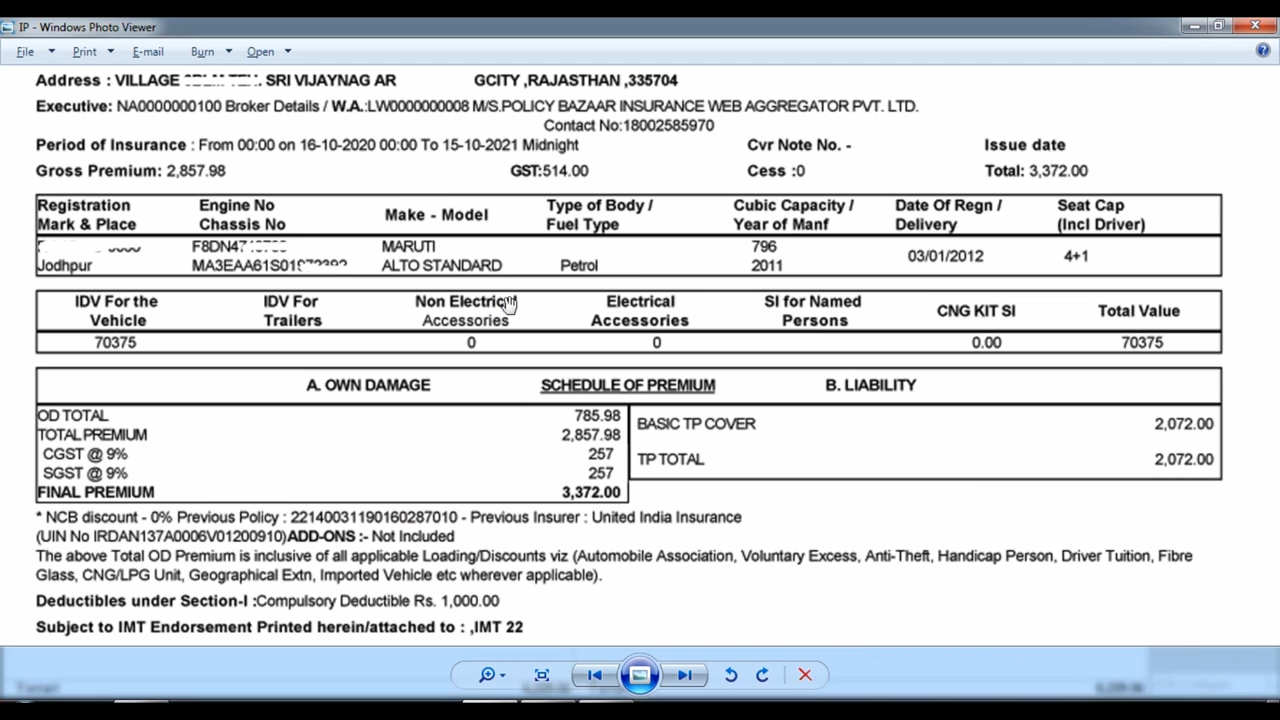 IP - Windows Photo Viewer
File Print E-mail Burn Open
Address : VILLAGE SRI VIJAYNAG AR GCITY ,RAJASTHAN ,335704
Executive: NA0000000100 Broker Details / W.A.:LW0000000008 M/S.POLICY BAZAAR INSURANCE WEB AGGREGATOR PVT. LTD.
Contact No:18002585970
Period of Insurance : From 00:00 on 16-10-2020 00:00 To 15-10-2021 Midnight Cvr Note No. - Issue date
Gross Premium: 2,857.98 GST:514.00 Cess :0 Total: 3,372.00
Registration Engine No Make - Model Type of Body / Cubic Capacity / Date Of Regn / Seat Cap
Mark & Place Chassis No Fuel Type Year of Manf Delivery (Incl Driver)
MARUTI 796 03/01/2012 4+1
Jodhpur ALTO STANDARD Petrol 2011
IDV For the IDV For Non Electrical Electrical SI for Named CNG KIT SI Total Value
Vehicle Trailers Accessories Accessories Persons
70375 0 0 0.00 70375
A. OWN DAMAGE SCHEDULE OF PREMIUM B. LIABILITY
OD TOTAL 785.98 BASIC TP COVER 2,072.00
TOTAL PREMIUM 2,857.98
CGST @ 9% 257 TP TOTAL 2,072.00
SGST @ 9% 257
FINAL PREMIUM 3,372.00
* NCB discount - 0% Previous Policy : 22140031190160287010 - Previous Insurer : United India Insurance
(UIN No IRDAN137A0006V01200910)ADD-ONS :- Not Included
The above Total OD Premium is inclusive of all applicable Loading/Discounts viz (Automobile Association, Voluntary Excess, Anti-Theft, Handicap Person, Driver Tuition, Fibre
Glass, CNG/LPG Unit, Geographical Extn, Imported Vehicle etc wherever applicable).
Deductibles under Section-I :Compulsory Deductible Rs. 1,000.00
Subject to IMT Endorsement Printed herein/attached to : ,IMT 22